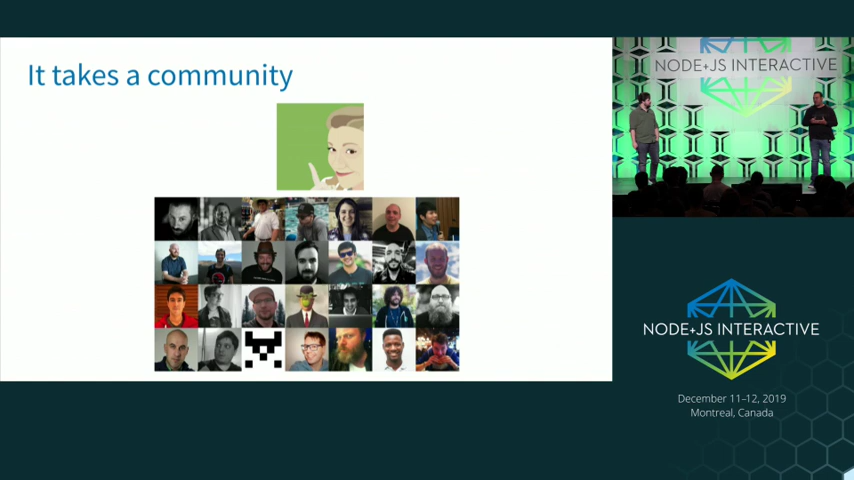 It takes a community
NODE+JS INTERACTIVE
NODE+JS INTERACTIVE
December 11–12, 2019
Montreal, Canada